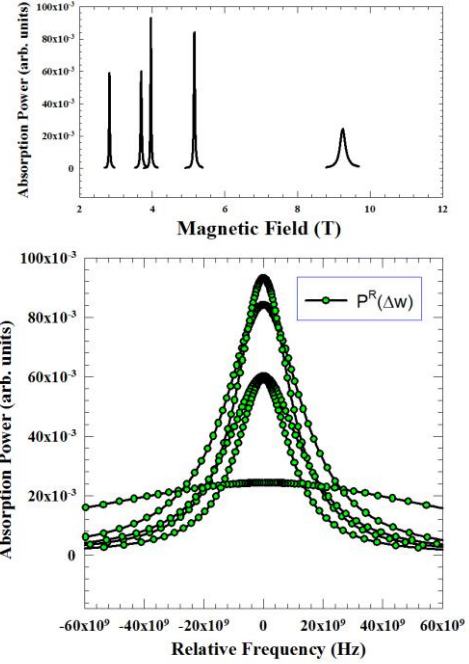 100x10⁻³
80x10⁻³
60x10⁻³
40x10⁻³
20x10⁻³
0
Absorption Power (arb. units)
2 4 6 8 10 12
Magnetic Field (T)
100x10⁻³
80x10⁻³
60x10⁻³
40x10⁻³
20x10⁻³
0
Absorption Power (arb. units)
Pᴿ(Δw)
-60x10⁹ -40x10⁹ -20x10⁹ 0 20x10⁹ 40x10⁹ 60x10⁹
Relative Frequency (Hz)